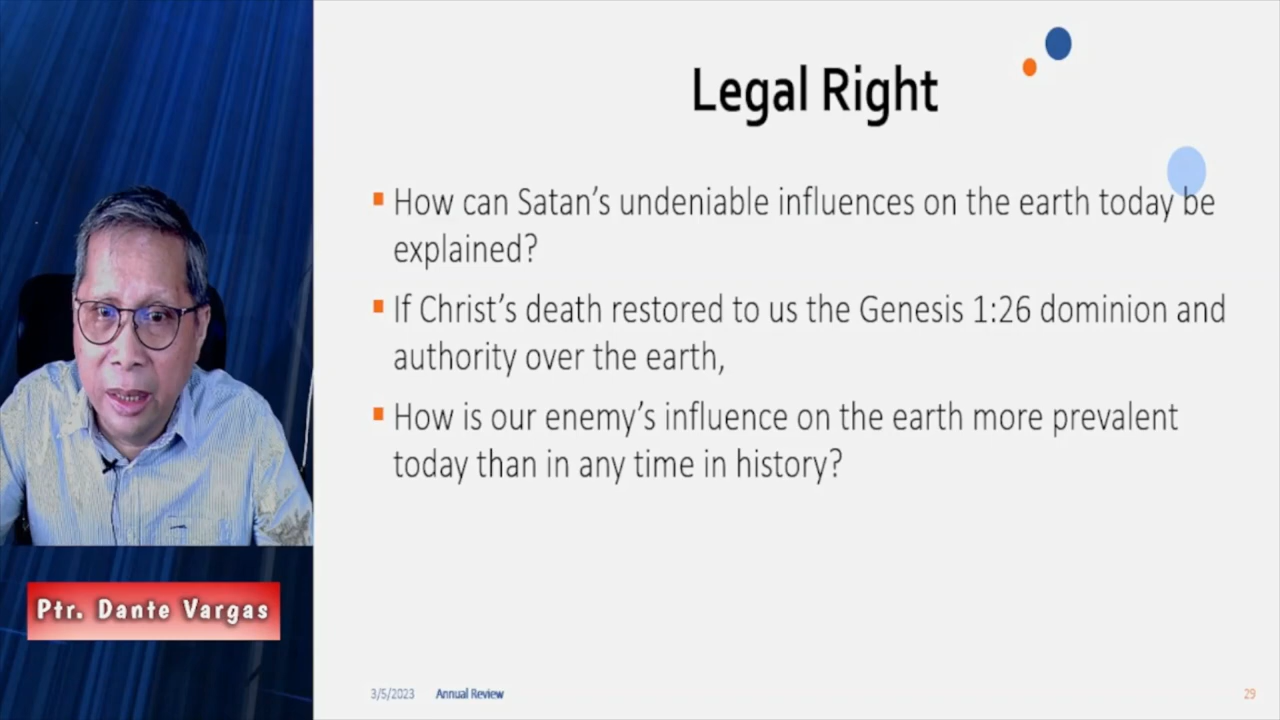 Legal Right
▪ How can Satan's undeniable influences on the earth today be
explained?
▪ If Christ's death restored to us the Genesis 1:26 dominion and
authority over the earth,
▪ How is our enemy's influence on the earth more prevalent
today than in any time in history?
Ptr. Dante Vargas
3/5/2023 Annual Review 29